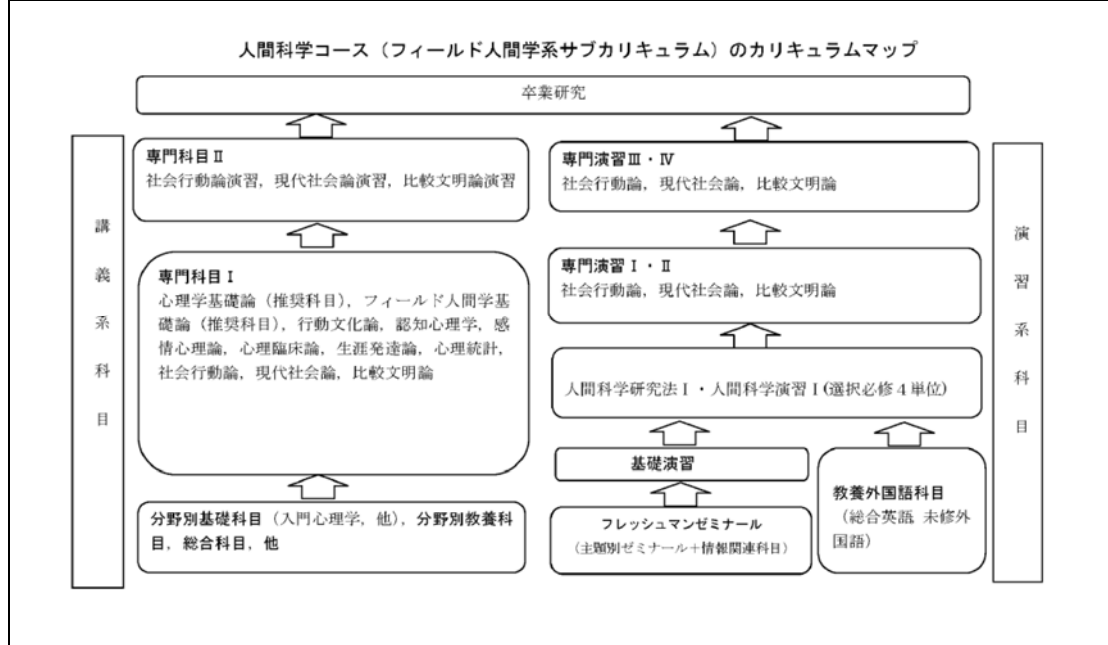 人間科学コース（フィールド人間学系サブカリキュラム）のカリキュラムマップ
卒業研究
講義系科目
専門科目Ⅱ
社会行動論演習，現代社会論演習，比較文明論演習
専門科目Ⅰ
心理学基礎論（推奨科目），フィールド人間学基
礎論（推奨科目），行動文化論，認知心理学，感
情心理論，心理臨床論，生涯発達論，心理統計，
社会行動論，現代社会論，比較文明論
分野別基礎科目（入門心理学，他），分野別教養科
目，総合科目，他
専門演習Ⅲ・Ⅳ
社会行動論，現代社会論，比較文明論
専門演習Ⅰ・Ⅱ
社会行動論，現代社会論，比較文明論
人間科学研究法Ⅰ・人間科学演習Ⅰ(選択必修４単位)
基礎演習
フレッシュマンゼミナール
（主題別ゼミナール＋情報関連科目）
教養外国語科目
（総合英語，未修外
国語）
演習系科目